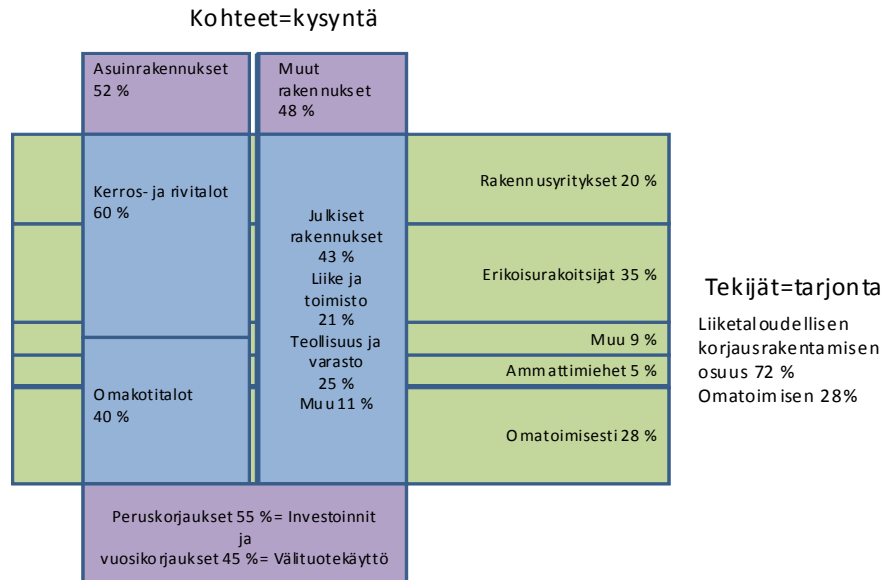 Kohteet=kysyntä
Asuinrakennukset
52 %
Muut
rakennukset
48 %
Kerros- ja rivitalot
60 %
Omakotitalot
40 %
Julkiset
rakennukset
43 %
Liike ja
toimisto
21 %
Teollisuus ja
varasto
25 %
Muu 11 %
Rakennusyritykset 20 %
Erikoisurakoitsijat 35 %
Muu 9 %
Ammattimiehet 5 %
Omatoimisesti 28 %
Tekijät=tarjonta
Liiketaloudellisen
korjausrakentamisen
osuus 72 %
Omatoimisen 28%
Peruskorjaukset 55 %= Investoinnit
ja
vuosikorjaukset 45 %= Välituotekäyttö